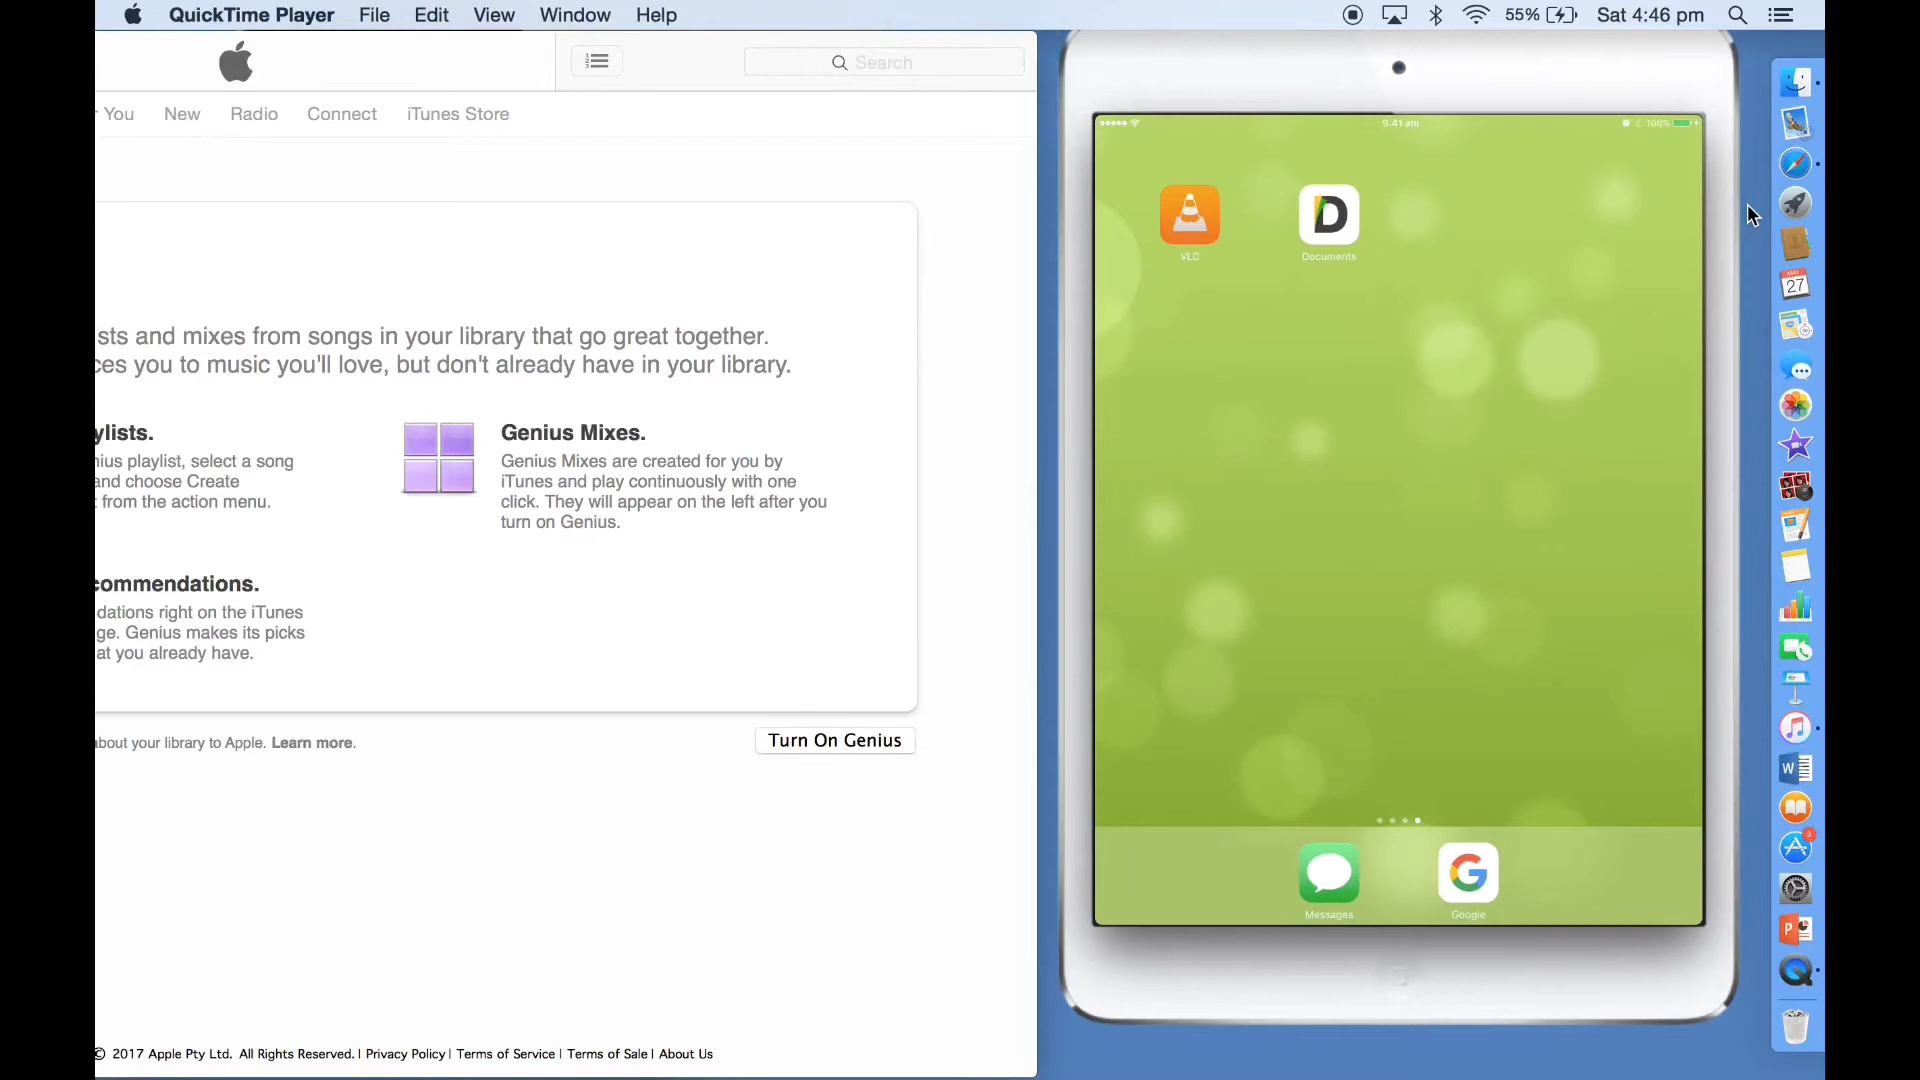 QuickTime Player File Edit View Window Help 55% Sat 4:46 pm
Search
r You New Radio Connect iTunes Store
9:41 am 100%
VLC Documents
sts and mixes from songs in your library that go great together.
ces you to music you'll love, but don't already have in your library.
ylists. Genius Mixes.
nius playlist, select a song
and choose Create
t from the action menu.
Genius Mixes are created for you by
iTunes and play continuously with one
click. They will appear on the left after you
turn on Genius.
commendations.
dations right on the iTunes
ge. Genius makes its picks
at you already have.
about your library to Apple. Learn more.
Turn On Genius
Messages Google
© 2017 Apple Pty Ltd. All Rights Reserved. | Privacy Policy | Terms of Service | Terms of Sale | About Us
MAY
27
W
3
P